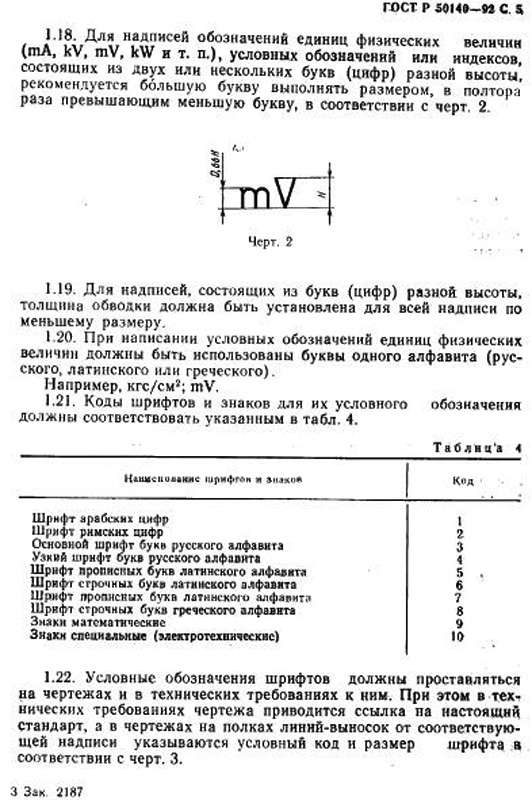 ГОСТ Р 50140—92 С. 5
1.18. Для надписей обозначений единиц физических величин
(mA, kV, mV, kW и т. п.), условных обозначений или индексов,
состоящих из двух или нескольких букв (цифр) разной высоты,
рекомендуется бо́льшую букву выполнять размером, в полтора
раза превышающим меньшую букву, в соответствии с черт. 2.
0,66H
mV
H
Черт. 2
1.19. Для надписей, состоящих из букв (цифр) разной высоты,
толщина обводки должна быть установлена для всей надписи по
меньшему размеру.
1.20. При написании условных обозначений единиц физических
величин должны быть использованы буквы одного алфавита (рус-
ского, латинского или греческого).
Например, кгс/см²; mV.
1.21. Коды шрифтов и знаков для их условного обозначения
должны соответствовать указанным в табл. 4.
Таблица 4
Наименование шрифтов и знаков Код
Шрифт арабских цифр 1
Шрифт римских цифр 2
Основной шрифт букв русского алфавита 3
Узкий шрифт букв русского алфавита 4
Шрифт прописных букв латинского алфавита 5
Шрифт строчных букв латинского алфавита 6
Шрифт прописных букв латинского алфавита 7
Шрифт строчных букв греческого алфавита 8
Знаки математические 9
Знаки специальные (электротехнические) 10
1.22. Условные обозначения шрифтов должны проставляться
на чертежах и в технических требованиях к ним. При этом в тех-
нических требованиях чертежа приводится ссылка на настоящий
стандарт, а в чертежах на полках линий-выносок от соответствую-
щей надписи указываются условный код и размер шрифта в
соответствии с черт. 3.
3 Зак. 2187